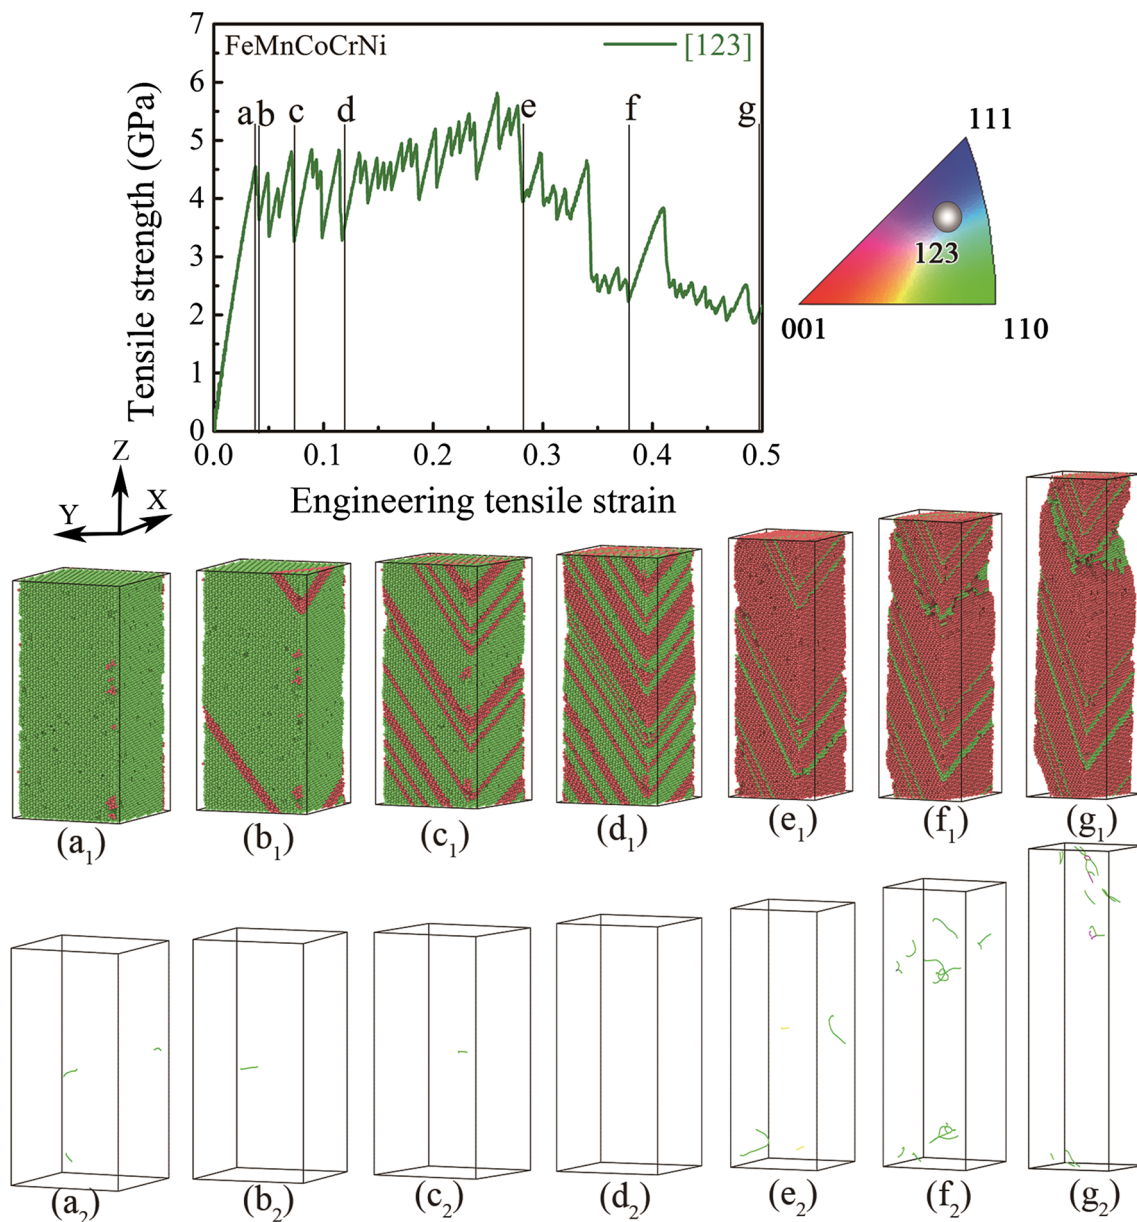 FeMnCoCrNi
[123]
Tensile strength (GPa)
7
6
5
4
3
2
1
0
a b c d e f g
0.0 0.1 0.2 0.3 0.4 0.5
Engineering tensile strain
111
123
001 110
Z
Y X
(a1) (b1) (c1) (d1) (e1) (f1) (g1)
(a2) (b2) (c2) (d2) (e2) (f2) (g2)